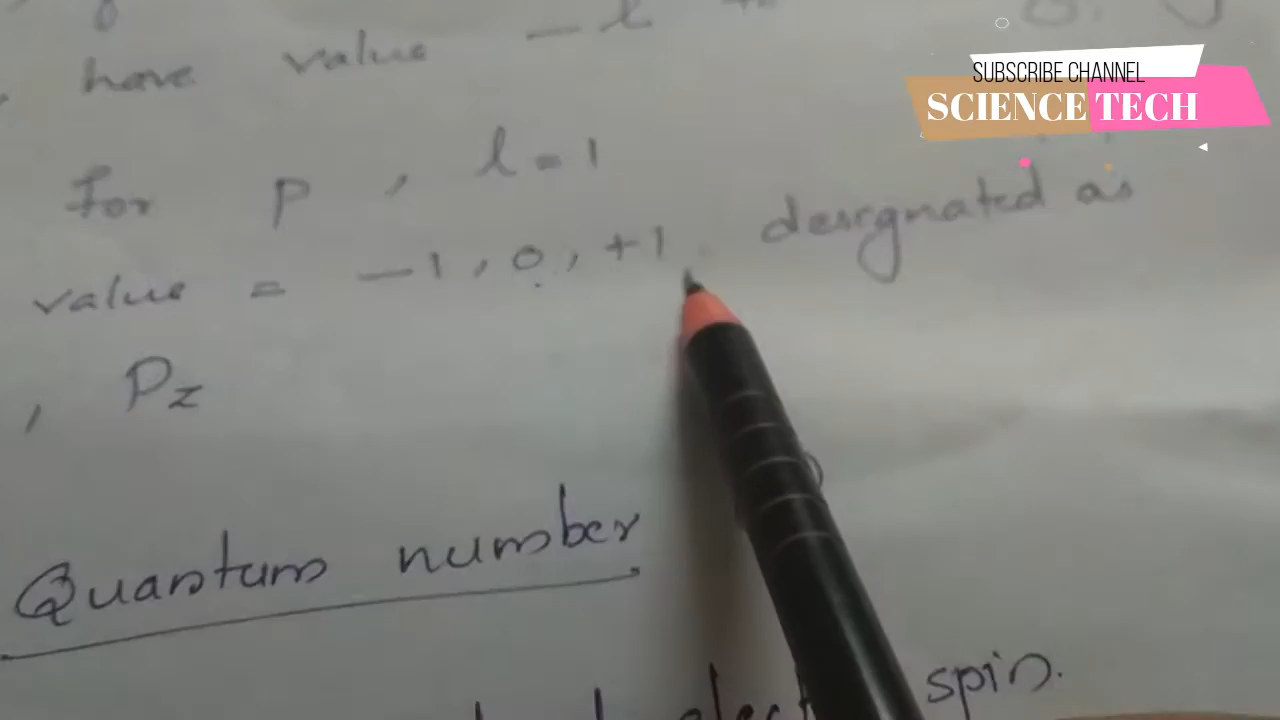 have value - l
SUBSCRIBE CHANNEL
SCIENCE TECH
For p , l = 1
value = -1, 0, +1 designated as
, Pz
Quantum number
spin.